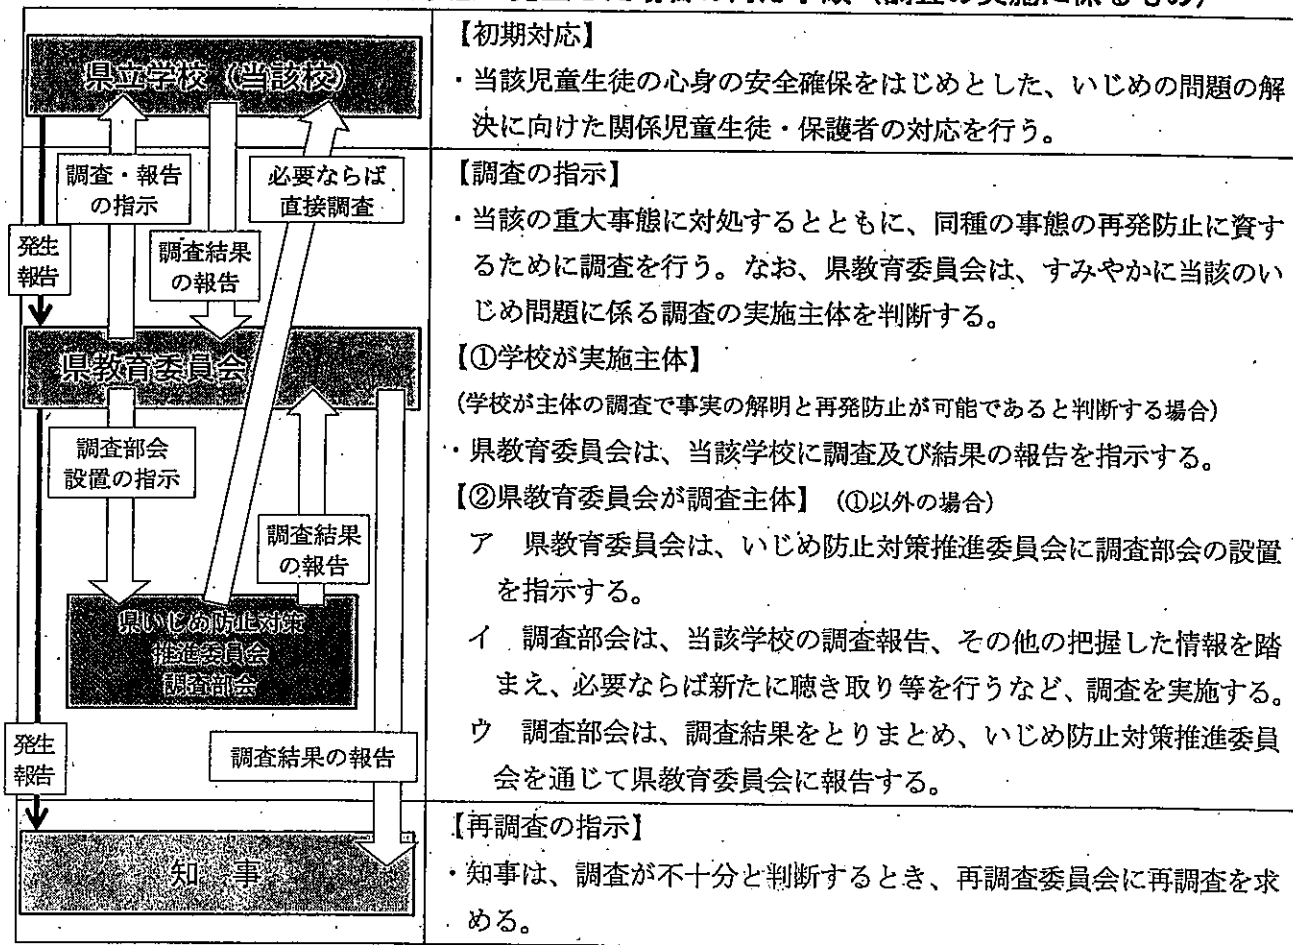 県立学校（当該校）
調査・報告
の指示
必要ならば
直接調査
発生
報告
調査結果
の報告
県教育委員会
調査部会
設置の指示
調査結果
の報告
県いじめ防止対策
推進委員会
調査部会
発生
報告
調査結果の報告
知　事
【初期対応】
・当該児童生徒の心身の安全確保をはじめとした、いじめの問題の解
決に向けた関係児童生徒・保護者の対応を行う。
【調査の指示】
・当該の重大事態に対処するとともに、同種の事態の再発防止に資す
るために調査を行う。なお、県教育委員会は、すみやかに当該のい
じめ問題に係る調査の実施主体を判断する。
【①学校が実施主体】
（学校が主体の調査で事実の解明と再発防止が可能であると判断する場合）
・県教育委員会は、当該学校に調査及び結果の報告を指示する。
【②県教育委員会が調査主体】（①以外の場合）
ア　県教育委員会は、いじめ防止対策推進委員会に調査部会の設置
を指示する。
イ　調査部会は、当該学校の調査報告、その他の把握した情報を踏
まえ、必要ならば新たに聴き取り等を行うなど、調査を実施する。
ウ　調査部会は、調査結果をとりまとめ、いじめ防止対策推進委員
会を通じて県教育委員会に報告する。
【再調査の指示】
・知事は、調査が不十分と判断するとき、再調査委員会に再調査を求
める。